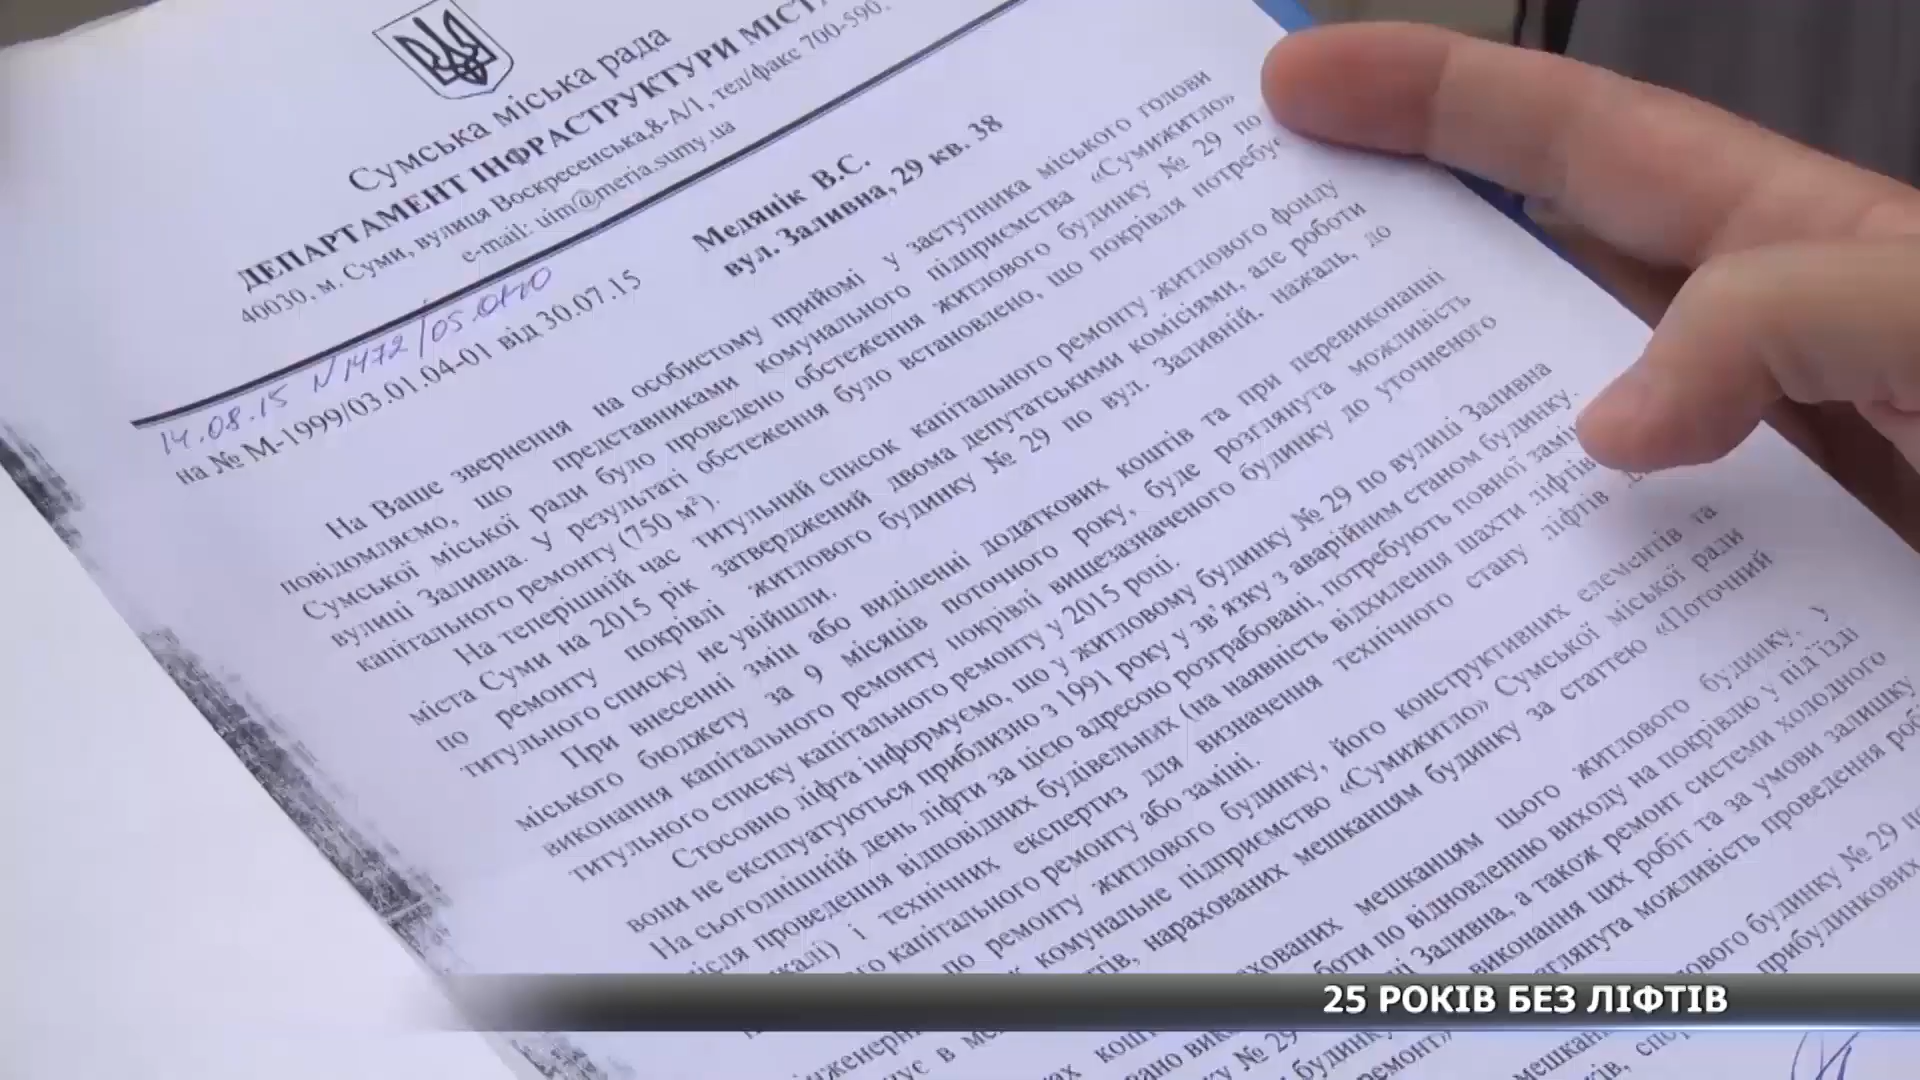 Сумська міська рада
ДЕПАРТАМЕНТ ІНФРАСТРУКТУРИ МІСТА
40030, м. Суми, вулиця Воскресенська,8-А/1, тел/факс 700-590.
e-mail: uim@meria.sumy.ua
14.08.15 N1472/05.01-10
на № М-1999/03.01.04-01 від 30.07.15
Медянік В.С.
вул. Заливна, 29 кв. 38
На Ваше звернення на особистому прийомі у заступника міського голови
повідомляємо, що представниками комунального підприємства «Сумижитло»
Сумської міської ради було проведено обстеження житлового будинку № 29 по
вулиці Заливна. У результаті обстеження було встановлено, що покрівля потребує
капітального ремонту (750 м²).
На теперішній час титульний список капітального ремонту житлового фонду
міста Суми на 2015 рік затверджений двома депутатськими комісіями, але роботи
по ремонту покрівлі житлового будинку № 29 по вул. Заливній, нажаль, до
титульного списку не увійшли.
При внесенні змін або виділенні додаткових коштів та при перевиконанні
міського бюджету за 9 місяців поточного року, буде розглянута можливість
виконання капітального ремонту покрівлі вищезазначеного будинку до уточненого
титульного списку капітального ремонту у 2015 році.
Стосовно ліфта інформуємо, що у житловому будинку № 29 по вулиці Заливна
вони не експлуатуються приблизно з 1991 року у зв'язку з аварійним станом будинку.
На сьогоднішній день ліфти за цією адресою розграбовані, потребують повної
після проведення відповідних будівельних (на наявність відхилення шахти ліфтів
і технічних експертиз для визначення технічного стану ліфтів
капітального ремонту або заміні.
по ремонту житлового будинку, його конструктивних елементів та
комунальне підприємство «Сумижитло» Сумської міської ради
нарахованих мешканцям будинку за статтею «Поточний
мешканцям цього житлового будинку, у
по відновленню виходу на покрівлю у під'їзді
Заливна, а також ремонт системи холодного
виконання цих робіт та за умови залишку
можливість проведення
будинку № 29 по
прибудинкових
25 РОКІВ БЕЗ ЛІФТІВ